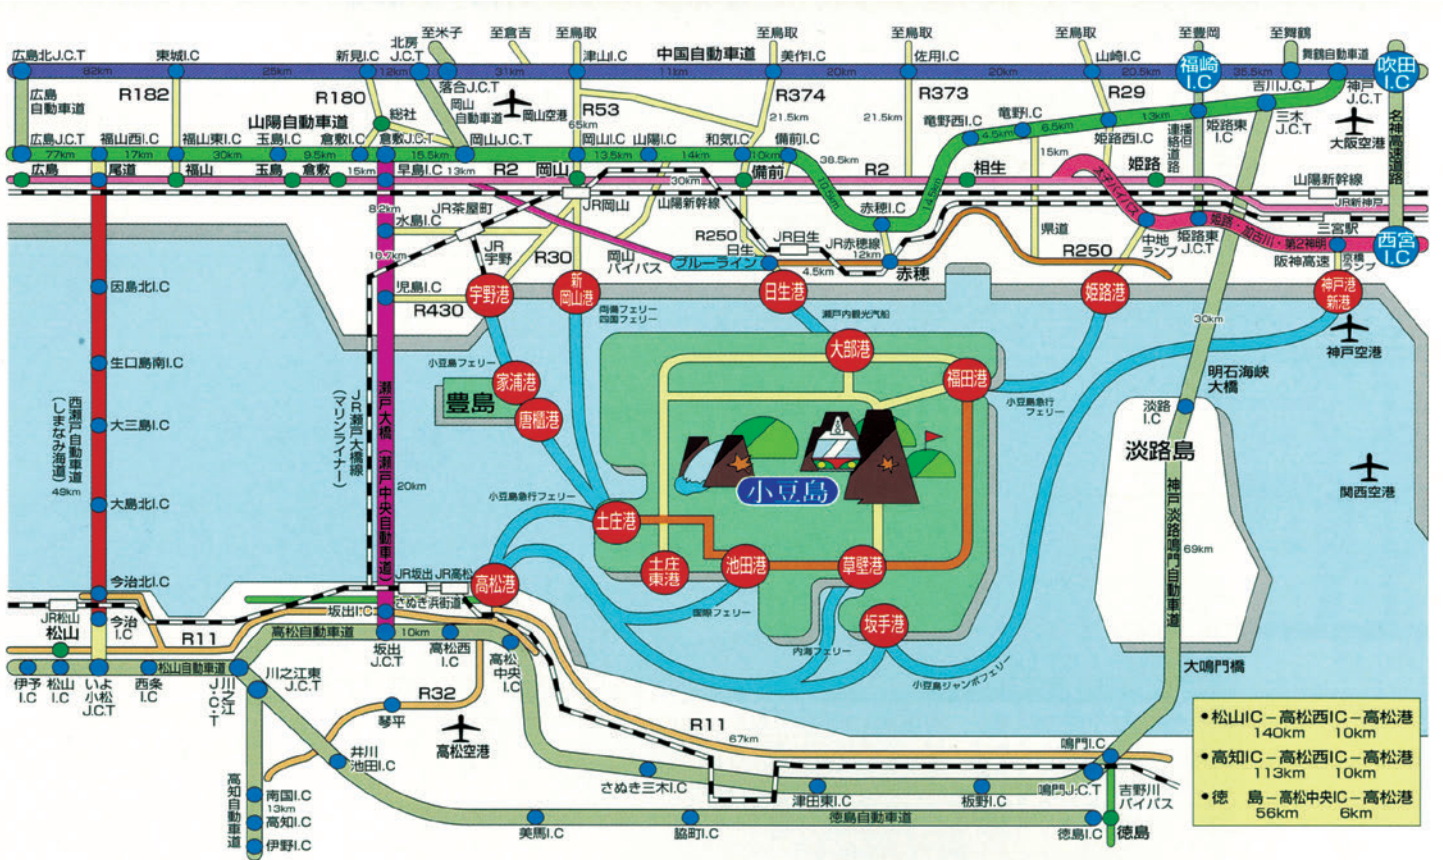 至米子
至倉吉
至鳥取
至鳥取
至鳥取
至鳥取
至豊岡
至舞鶴
広島北J.C.T
東城I.C
新見I.C
北房
J.C.T
津山I.C
中国自動車道
美作I.C
佐用I.C
山崎I.C
福崎
I.C
舞鶴自動車道
吹田
I.C
82km
25km
12km
31km
11km
20km
20km
20.5km
35.5km
落合J.C.T
吉川J.C.T
神戸
J.C.T
広島
自動車道
R182
R180
総社
岡山
自動車道
岡山空港
R53
65km
R374
21.5km
R373
21.5km
R29
竜野I.C
竜野西I.C
4.5km
6.5km
13km
姫路西I.C
姫路東
I.C
播但
連絡道路
三木
J.C.T
大阪空港
名神高速道路
山陽自動車道
広島J.C.T
福山西I.C
福山東I.C
玉島I.C
倉敷I.C
倉敷J.C.T
岡山J.C.T
岡山I.C
山陽I.C
和気I.C
備前I.C
77km
17km
30km
9.5km
15.5km
13.5km
14km
10km
38.5km
10.5km
14.5km
15km
広島
尾道
福山
玉島
倉敷
15km
早島I.C
13km
R2
岡山
30km
備前
R2
相生
姫路
太子バイパス
山陽新幹線
JR新神戸
8.2km
JR茶屋町
JR岡山
山陽新幹線
水島I.C
10.7km
JR
宇野
R30
岡山
バイパス
R250
日生
ブルーライン
JR日生
4.5km
JR赤穂線
12km
赤穂I.C
赤穂
県道
R250
中地
ランプ
姫路東
J.C.T
姫路・加古川・第2神明
三宮駅
阪神高速
京橋
ランプ
西宮
I.C
因島北I.C
児島I.C
R430
宇野港
新
岡山港
両備フェリー
四国フェリー
日生港
瀬戸内観光汽船
姫路港
30km
神戸港
新港
神戸空港
生口島南I.C
小豆島フェリー
家浦港
豊島
唐櫃港
大部港
福田港
小豆島急行
フェリー
明石海峡
大橋
淡路
I.C
淡路島
西瀬戸自動車道
(しまなみ海道)
49km
大三島I.C
JR瀬戸大橋線
(マリンライナー)
瀬戸大橋(瀬戸中央自動車道)
20km
小豆島
関西空港
大島北I.C
小豆島急行フェリー
土庄港
神戸淡路鳴門自動車道
69km
今治北I.C
JR坂出
JR高松
高松港
土庄
東港
池田港
草壁港
JR松山
松山
今治
I.C
R11
坂出I.C
さぬき浜街道
国際フェリー
坂手港
高松自動車道
坂出
J.C.T
10km
高松西
I.C
高松
中央
I.C
内海フェリー
小豆島ジャンボフェリー
大鳴門橋
伊予
I.C
松山
I.C
いよ
小松
J.C.T
西条
I.C
松山自動車道
川之江
J.C.T
川之江東
J.C.T
R32
琴平
高松空港
R11
67km
鳴門I.C
井川
池田I.C
高知自動車道
南国I.C
13km
高知I.C
伊野I.C
さぬき三木I.C
津田東I.C
板野I.C
鳴門J.C.T
吉野川
バイパス
美馬I.C
脇町I.C
徳島自動車道
徳島I.C
徳島
•松山IC−高松西IC−高松港
140km 10km
•高知IC−高松西IC−高松港
113km 10km
•徳 島−高松中央IC−高松港
56km 6km